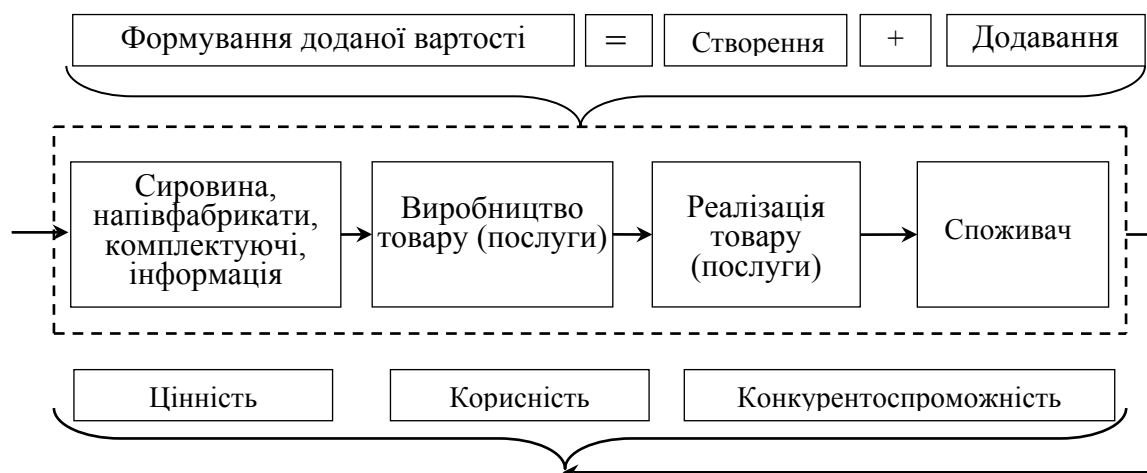 Формування доданої вартості = Створення + Додавання
Сировина,
напівфабрикати,
комплектуючі,
інформація
Виробництво
товару (послуги)
Реалізація
товару
(послуги)
Споживач
Цінність
Корисність
Конкурентоспроможність